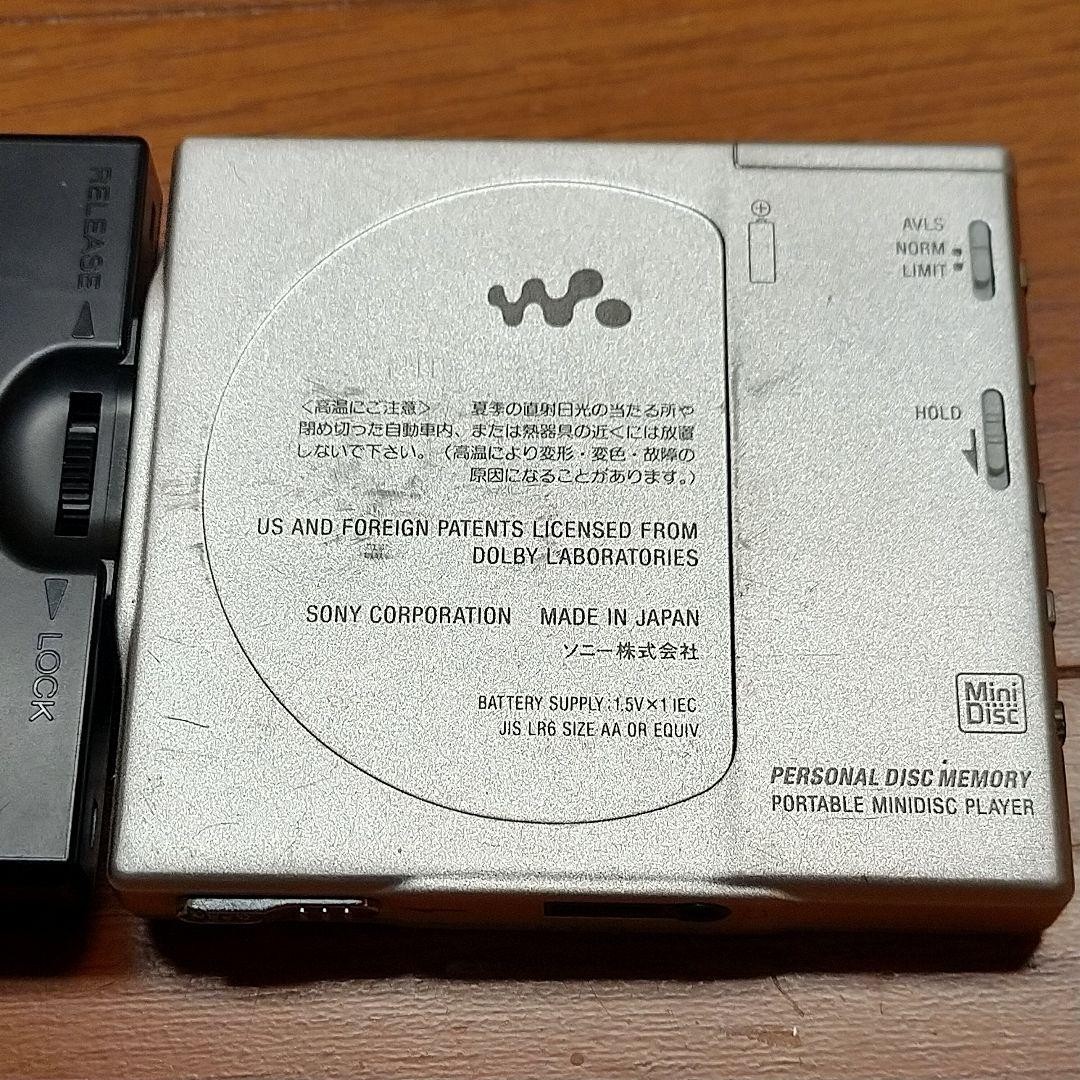 RELEASE
LOCK
⊕
AVLS
NORM
LIMIT
HOLD
<高温にご注意> 夏季の直射日光の当たる所や
閉め切った自動車内、または熱器具の近くには放置
しないで下さい。(高温により変形・変色・故障の
原因になることがあります。)
US AND FOREIGN PATENTS LICENSED FROM
DOLBY LABORATORIES
SONY CORPORATION MADE IN JAPAN
ソニー株式会社
BATTERY SUPPLY:1.5V×1 IEC
JIS LR6 SIZE AA OR EQUIV.
Mini
Disc
PERSONAL DISC MEMORY
PORTABLE MINIDISC PLAYER